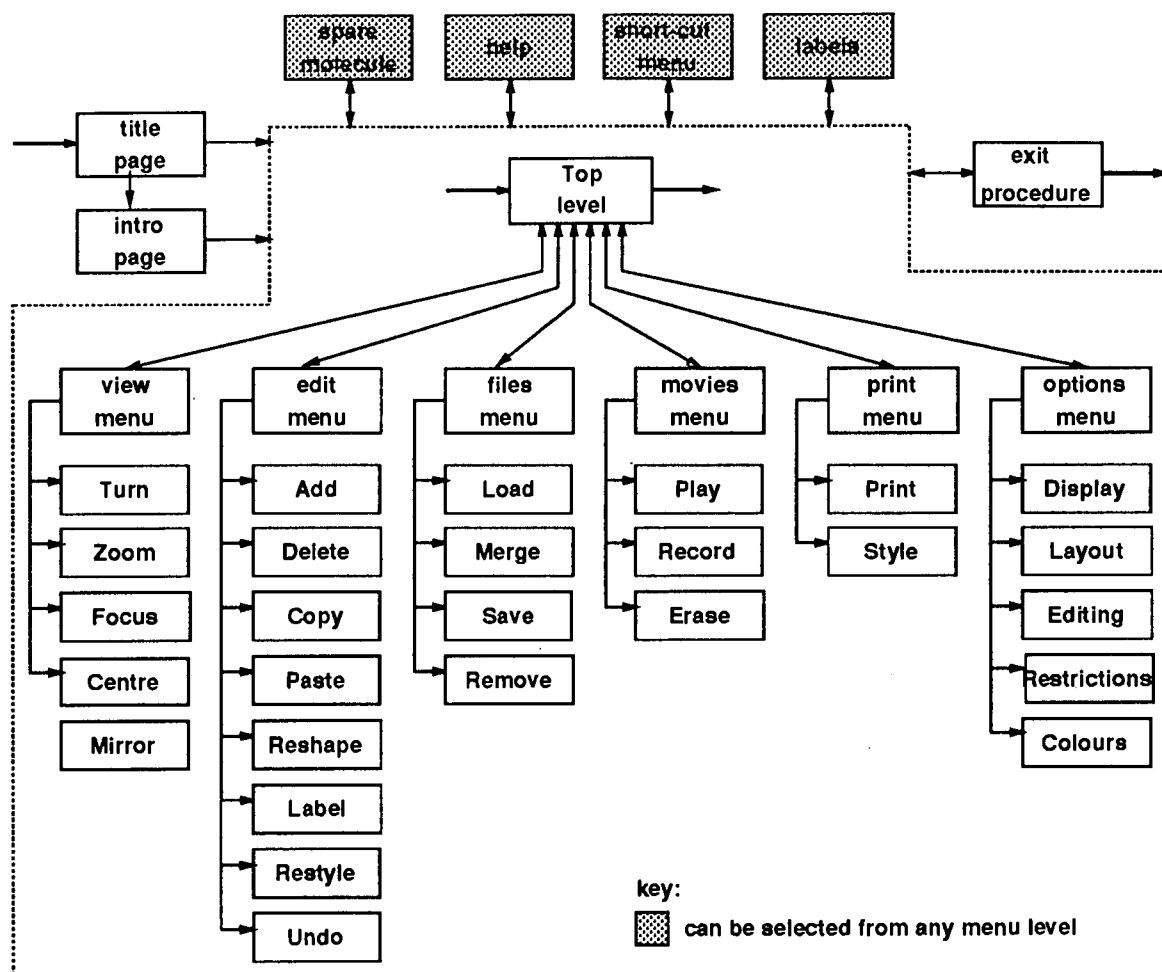 spare
molecule
help
short-cut
menu
labels
title
page
intro
page
Top
level
exit
procedure
view
menu
Turn
Zoom
Focus
Centre
Mirror
edit
menu
Add
Delete
Copy
Paste
Reshape
Label
Restyle
Undo
files
menu
Load
Merge
Save
Remove
movies
menu
Play
Record
Erase
print
menu
Print
Style
options
menu
Display
Layout
Editing
Restrictions
Colours
key:
can be selected from any menu level